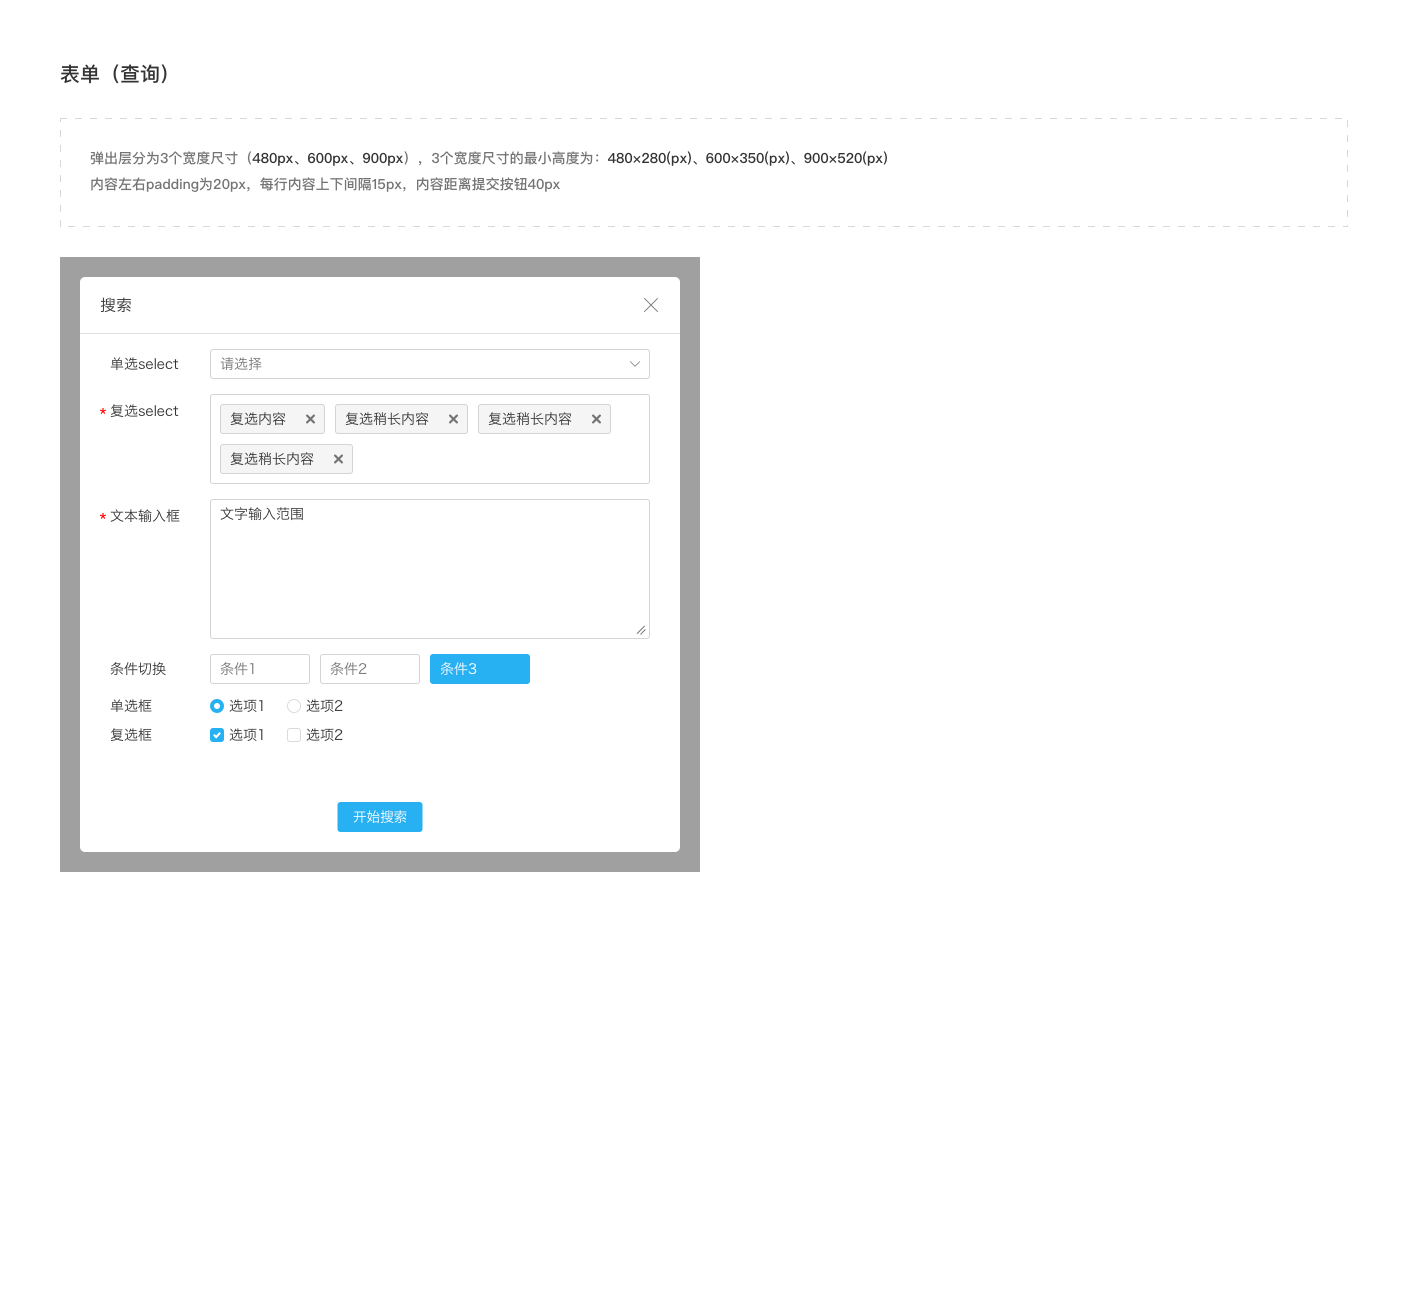 表单（查询）
弹出层分为3个宽度尺寸（480px、600px、900px），3个宽度尺寸的最小高度为：480×280(px)、600×350(px)、900×520(px)
内容左右padding为20px，每行内容上下间隔15px，内容距离提交按钮40px
搜索
单选select 请选择
* 复选select 复选内容 × 复选稍长内容 × 复选稍长内容 ×
复选稍长内容 ×
* 文本输入框 文字输入范围
条件切换 条件1 条件2 条件3
单选框 选项1 选项2
复选框 选项1 选项2
开始搜索